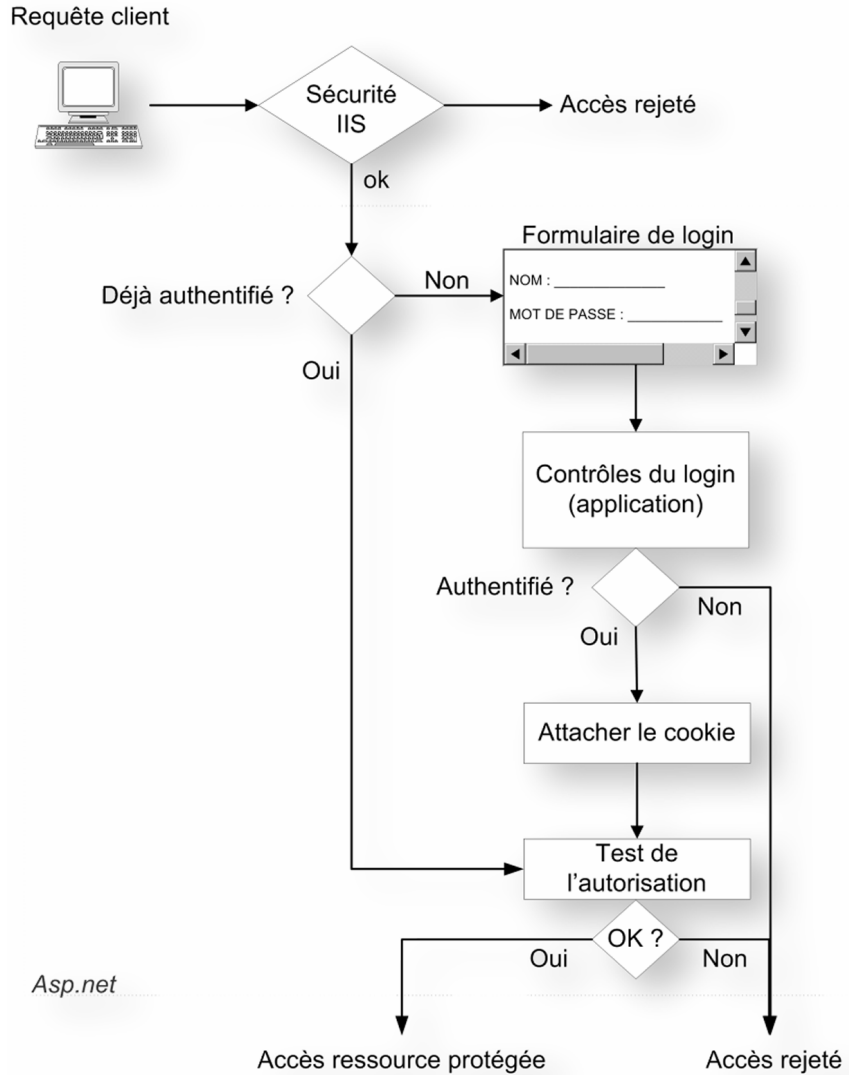 Requête client
Sécurité
IIS
Accès rejeté
ok
Formulaire de login
NOM : ______________
MOT DE PASSE : ____________
Déjà authentifié ?
Non
Oui
Contrôles du login
(application)
Authentifié ?
Non
Oui
Attacher le cookie
Test de
l'autorisation
OK ?
Oui
Non
Asp.net
Accès ressource protégée
Accès rejeté